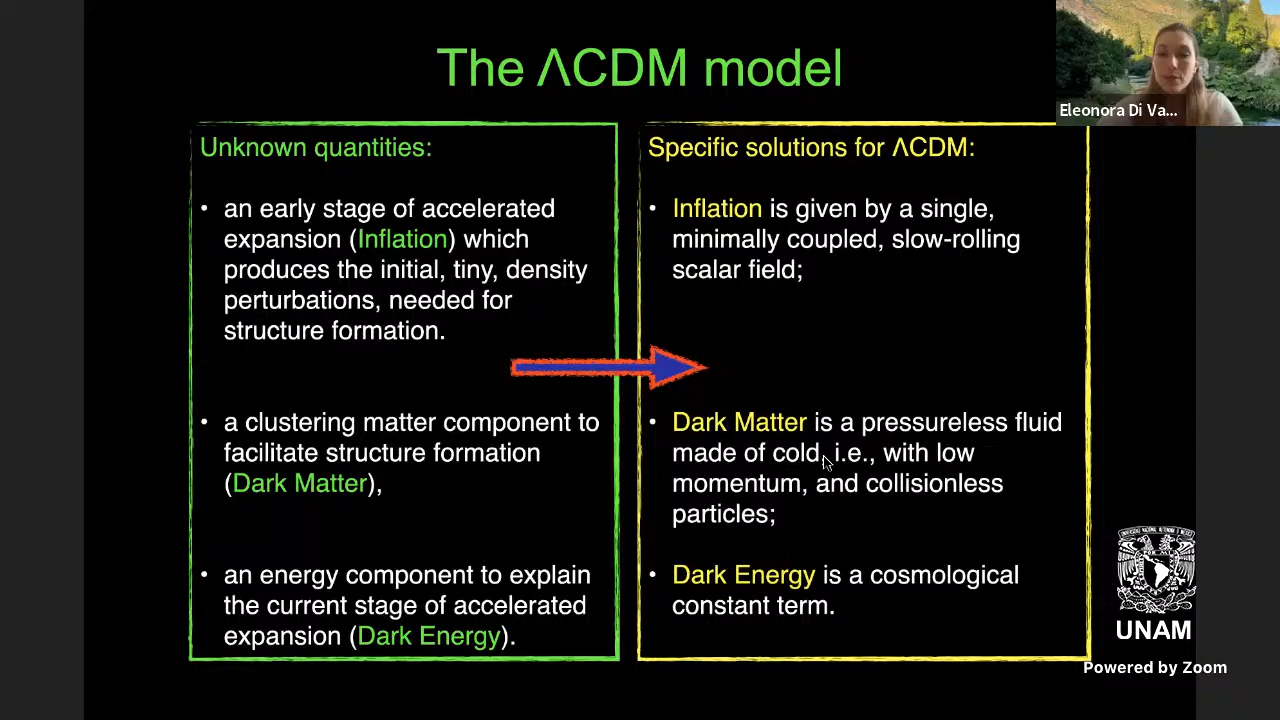 The ΛCDM model
Eleonora Di Va...
Unknown quantities:
• an early stage of accelerated
expansion (Inflation) which
produces the initial, tiny, density
perturbations, needed for
structure formation.
• a clustering matter component to
facilitate structure formation
(Dark Matter),
• an energy component to explain
the current stage of accelerated
expansion (Dark Energy).
Specific solutions for ΛCDM:
• Inflation is given by a single,
minimally coupled, slow-rolling
scalar field;
• Dark Matter is a pressureless fluid
made of cold, i.e., with low
momentum, and collisionless
particles;
• Dark Energy is a cosmological
constant term.
UNAM
Powered by Zoom